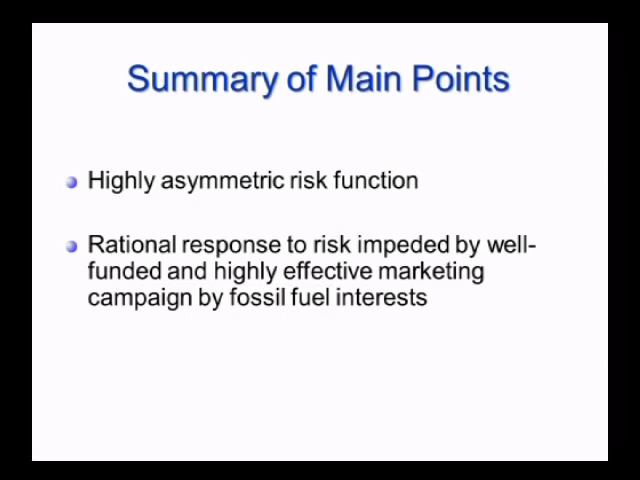 Summary of Main Points
Highly asymmetric risk function
Rational response to risk impeded by well-
funded and highly effective marketing
campaign by fossil fuel interests